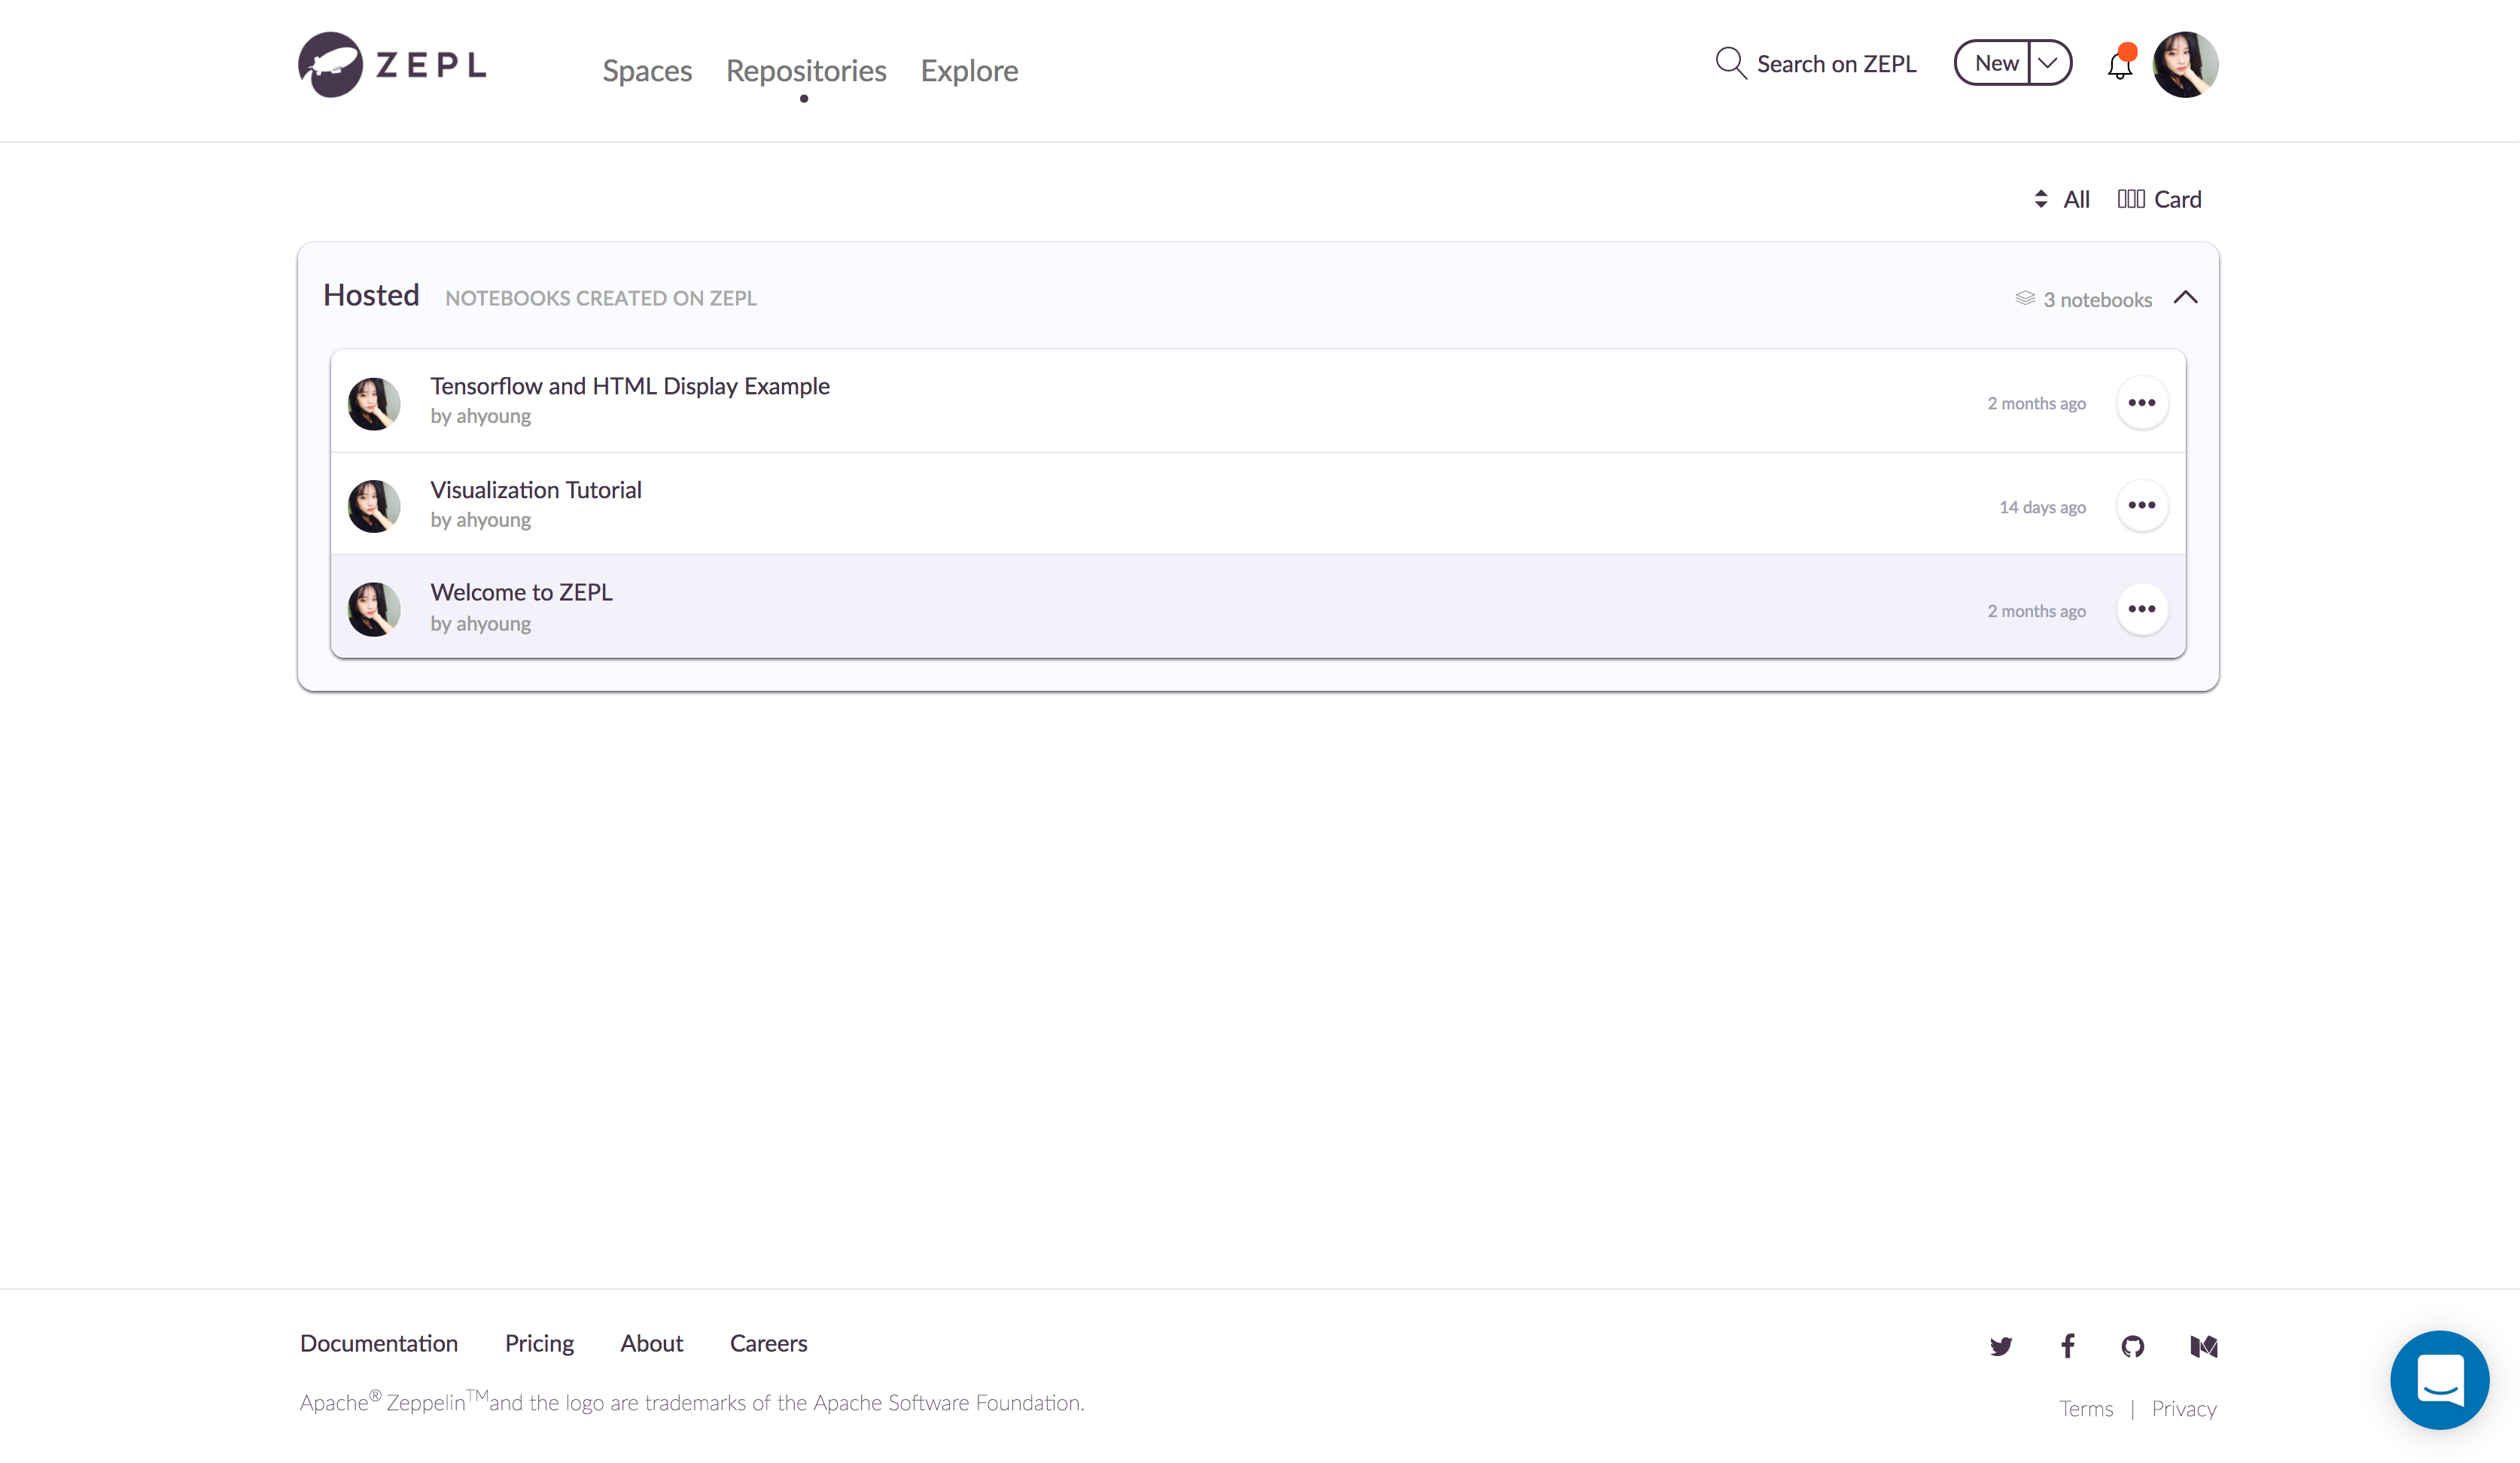 ZEPL
Spaces Repositories Explore
Search on ZEPL
New
All Card
Hosted NOTEBOOKS CREATED ON ZEPL
3 notebooks
Tensorflow and HTML Display Example
by ahyoung
2 months ago
Visualization Tutorial
by ahyoung
14 days ago
Welcome to ZEPL
by ahyoung
2 months ago
Documentation Pricing About Careers
Apache® Zeppelin™and the logo are trademarks of the Apache Software Foundation.
Terms | Privacy